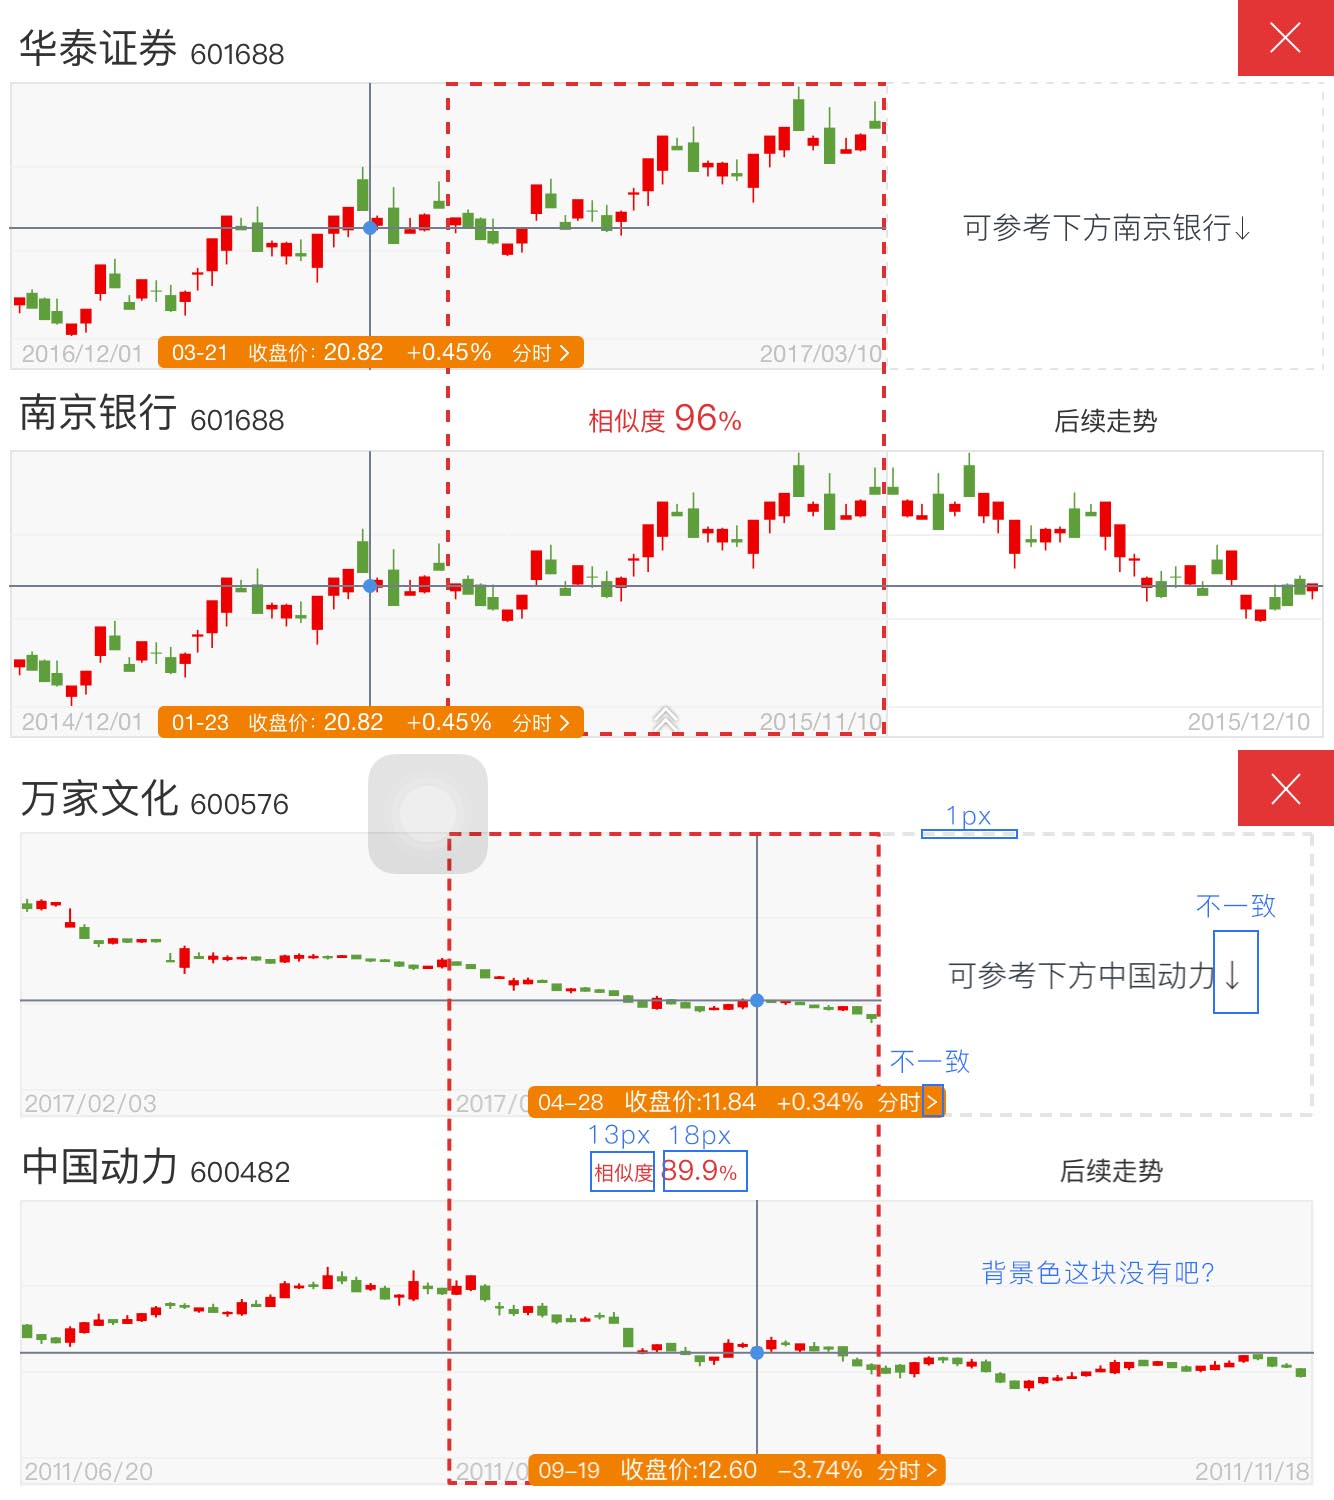 华泰证券 601688
可参考下方南京银行↓
2016/12/01 03-21 收盘价: 20.82 +0.45% 分时 > 2017/03/10
南京银行 601688 相似度 96% 后续走势
2014/12/01 01-23 收盘价: 20.82 +0.45% 分时 > 2015/11/10 2015/12/10
万家文化 600576
1px
不一致
可参考下方中国动力↓
不一致
2017/02/03 2017/0 04-28 收盘价:11.84 +0.34% 分时 >
13px 18px
中国动力 600482 相似度 89.9% 后续走势
背景色这块没有吧?
2011/06/20 2011/0 09-19 收盘价:12.60 -3.74% 分时 > 2011/11/18